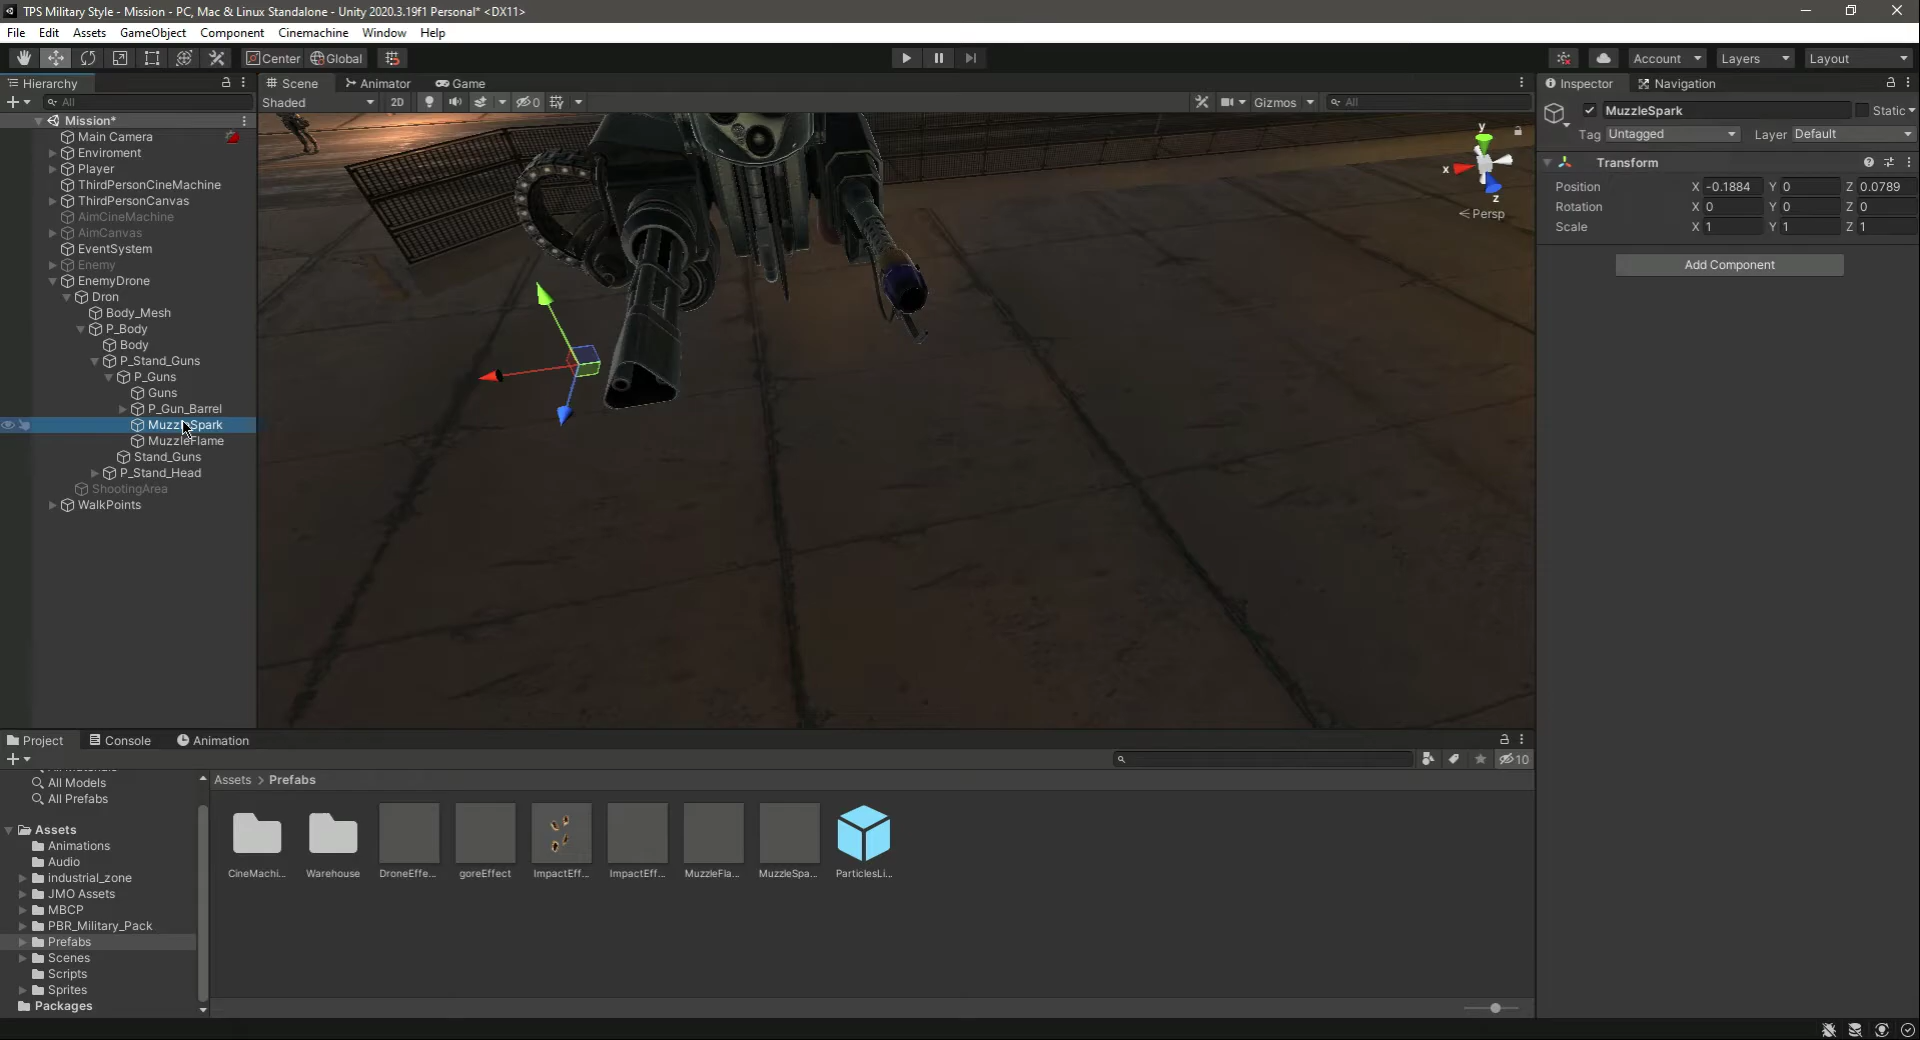 TPS Military Style - Mission - PC, Mac & Linux Standalone - Unity 2020.3.19f1 Personal* <DX11>
File Edit Assets GameObject Component Cinemachine Window Help
Center Global Account Layers Layout
Hierarchy
All
Mission*
Main Camera
Enviroment
Player
ThirdPersonCineMachine
ThirdPersonCanvas
AimCineMachine
AimCanvas
EventSystem
Enemy
EnemyDrone
Dron
Body_Mesh
P_Body
Body
P_Stand_Guns
P_Guns
Guns
P_Gun_Barrel
MuzzleSpark
MuzzleFlame
Stand_Guns
P_Stand_Head
ShootingArea
WalkPoints
Scene Animator Game
Shaded 2D 0 Gizmos All
y
x
z
Persp
Inspector Navigation
MuzzleSpark Static
Tag Untagged Layer Default
Transform
Position X -0.1884 Y 0 Z 0.0789
Rotation X 0 Y 0 Z 0
Scale X 1 Y 1 Z 1
Add Component
Project Console Animation
10
All Models
All Prefabs
Assets
Animations
Audio
industrial_zone
JMO Assets
MBCP
PBR_Military_Pack
Prefabs
Scenes
Scripts
Sprites
Packages
Assets > Prefabs
CineMachi... Warehouse DroneEffe... goreEffect ImpactEff... ImpactEff... MuzzleFla... MuzzleSpa... ParticlesLi...